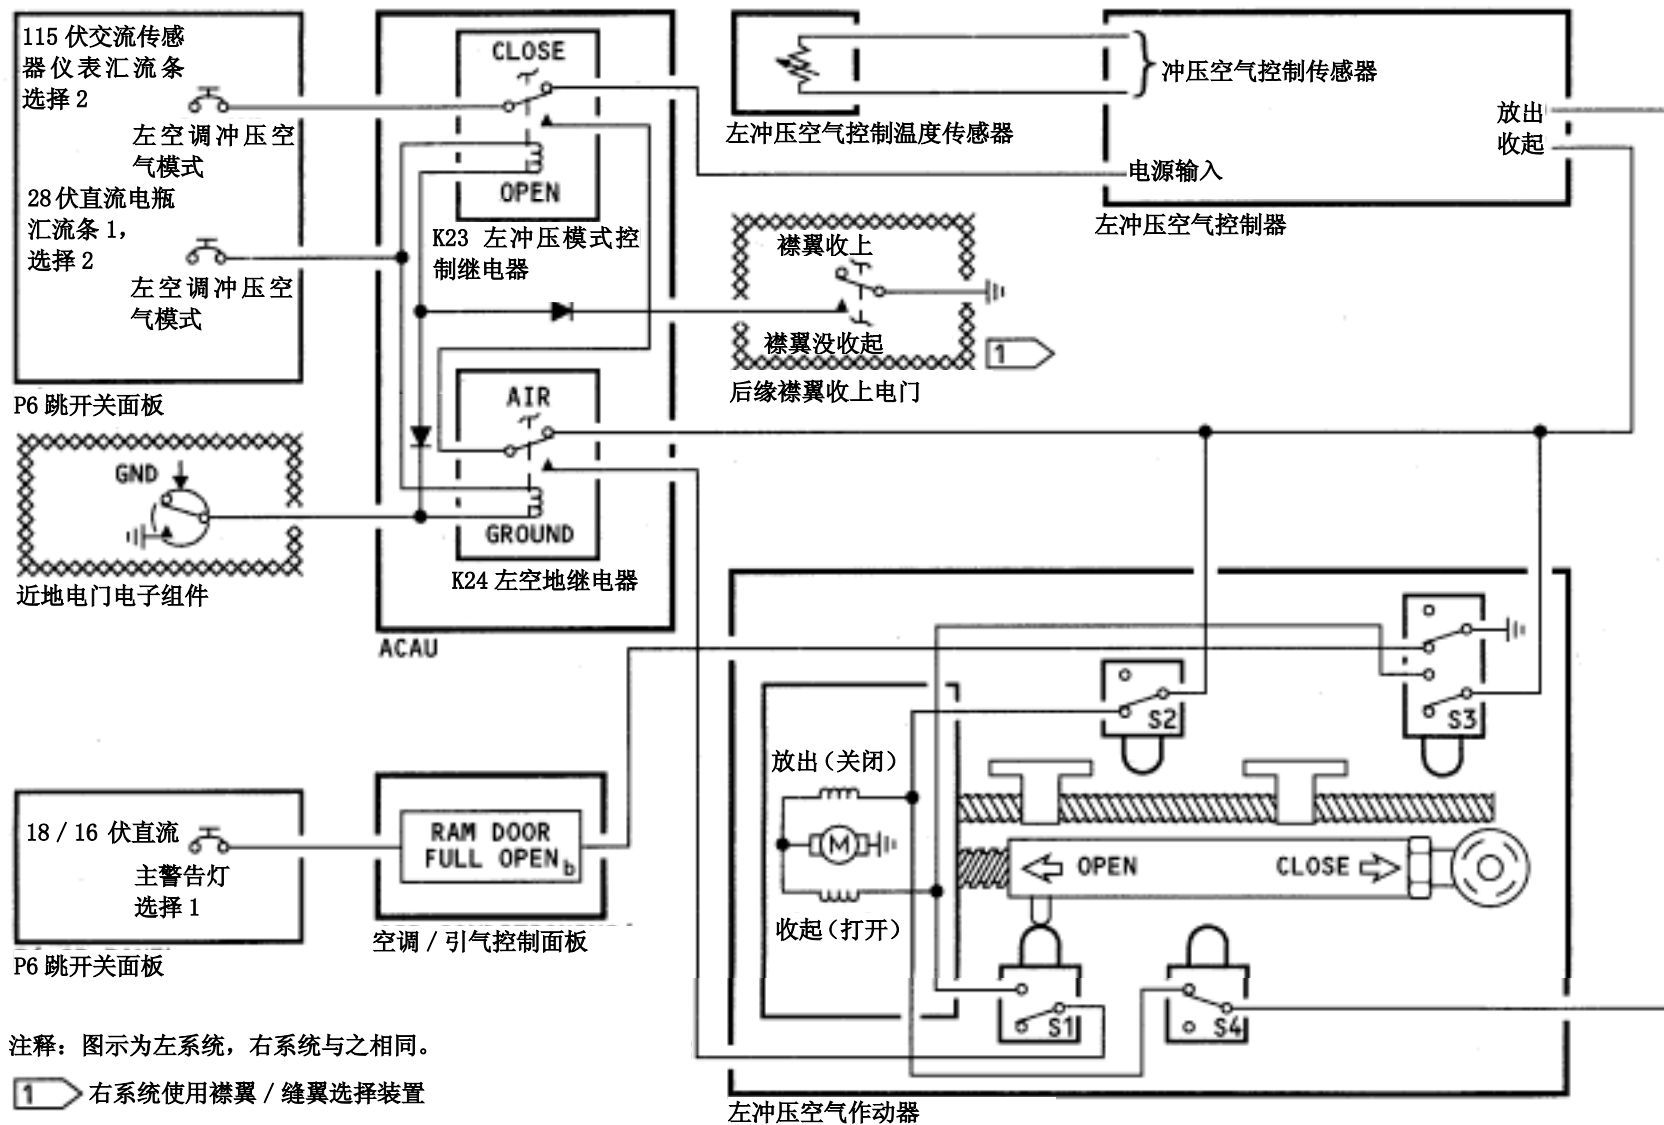 115 伏交流传感
器仪表汇流条
选择 2
左空调冲压空
气模式
28 伏直流电瓶
汇流条 1，
选择 2
左空调冲压空
气模式
P6 跳开关面板
CLOSE
OPEN
K23 左冲压模式控
制继电器
AIR
GROUND
K24 左空地继电器
ACAU
左冲压空气控制温度传感器
冲压空气控制传感器
放出
收起
电源输入
左冲压空气控制器
襟翼收上
襟翼没收起
1
后缘襟翼收上电门
GND
近地电门电子组件
18 / 16 伏直流
主警告灯
选择 1
P6 跳开关面板
RAM DOOR
FULL OPEN b
空调 / 引气控制面板
S2
S3
放出（关闭）
M
收起（打开）
OPEN
CLOSE
S1
S4
左冲压空气作动器
注释：图示为左系统，右系统与之相同。
1 右系统使用襟翼 / 缝翼选择装置